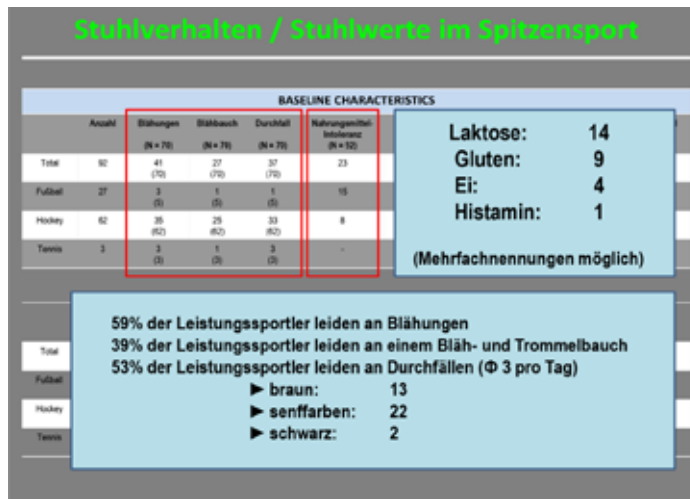 Stuhlverhalten / Stuhlwerte im Spitzensport
BASELINE CHARACTERISTICS
Anzahl Blähungen Blähbauch Durchfall Nahrungsmittel-
Intoleranz
(N = 70) (N = 70) (N = 70) (N = 92)
Total 92 41 27 37 23
(70) (70) (70)
Fußball 27 3 1 1 15
(5) (5) (5)
Hockey 62 35 25 33 8
(62) (62) (62)
Tennis 3 3 1 3 -
(3) (3) (3)
Laktose: 14
Gluten: 9
Ei: 4
Histamin: 1
(Mehrfachnennungen möglich)
59% der Leistungssportler leiden an Blähungen
39% der Leistungssportler leiden an einem Bläh- und Trommelbauch
53% der Leistungssportler leiden an Durchfällen (Φ 3 pro Tag)
► braun: 13
► senffarben: 22
► schwarz: 2
Total
Fußball
Hockey
Tennis